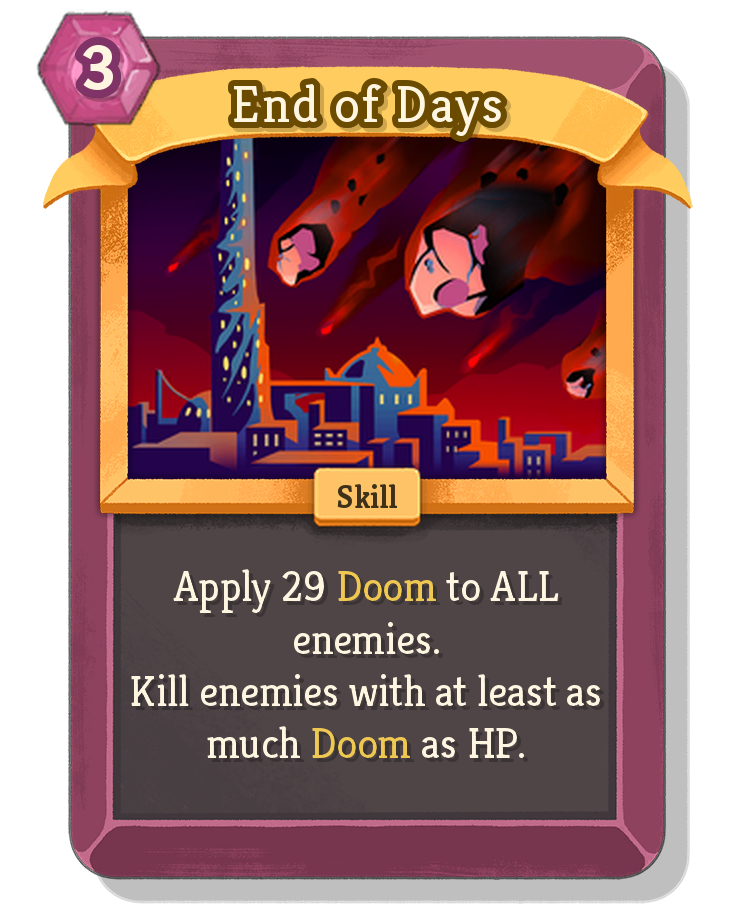 3
End of Days
Skill
Apply 29 Doom to ALL
enemies.
Kill enemies with at least as
much Doom as HP.